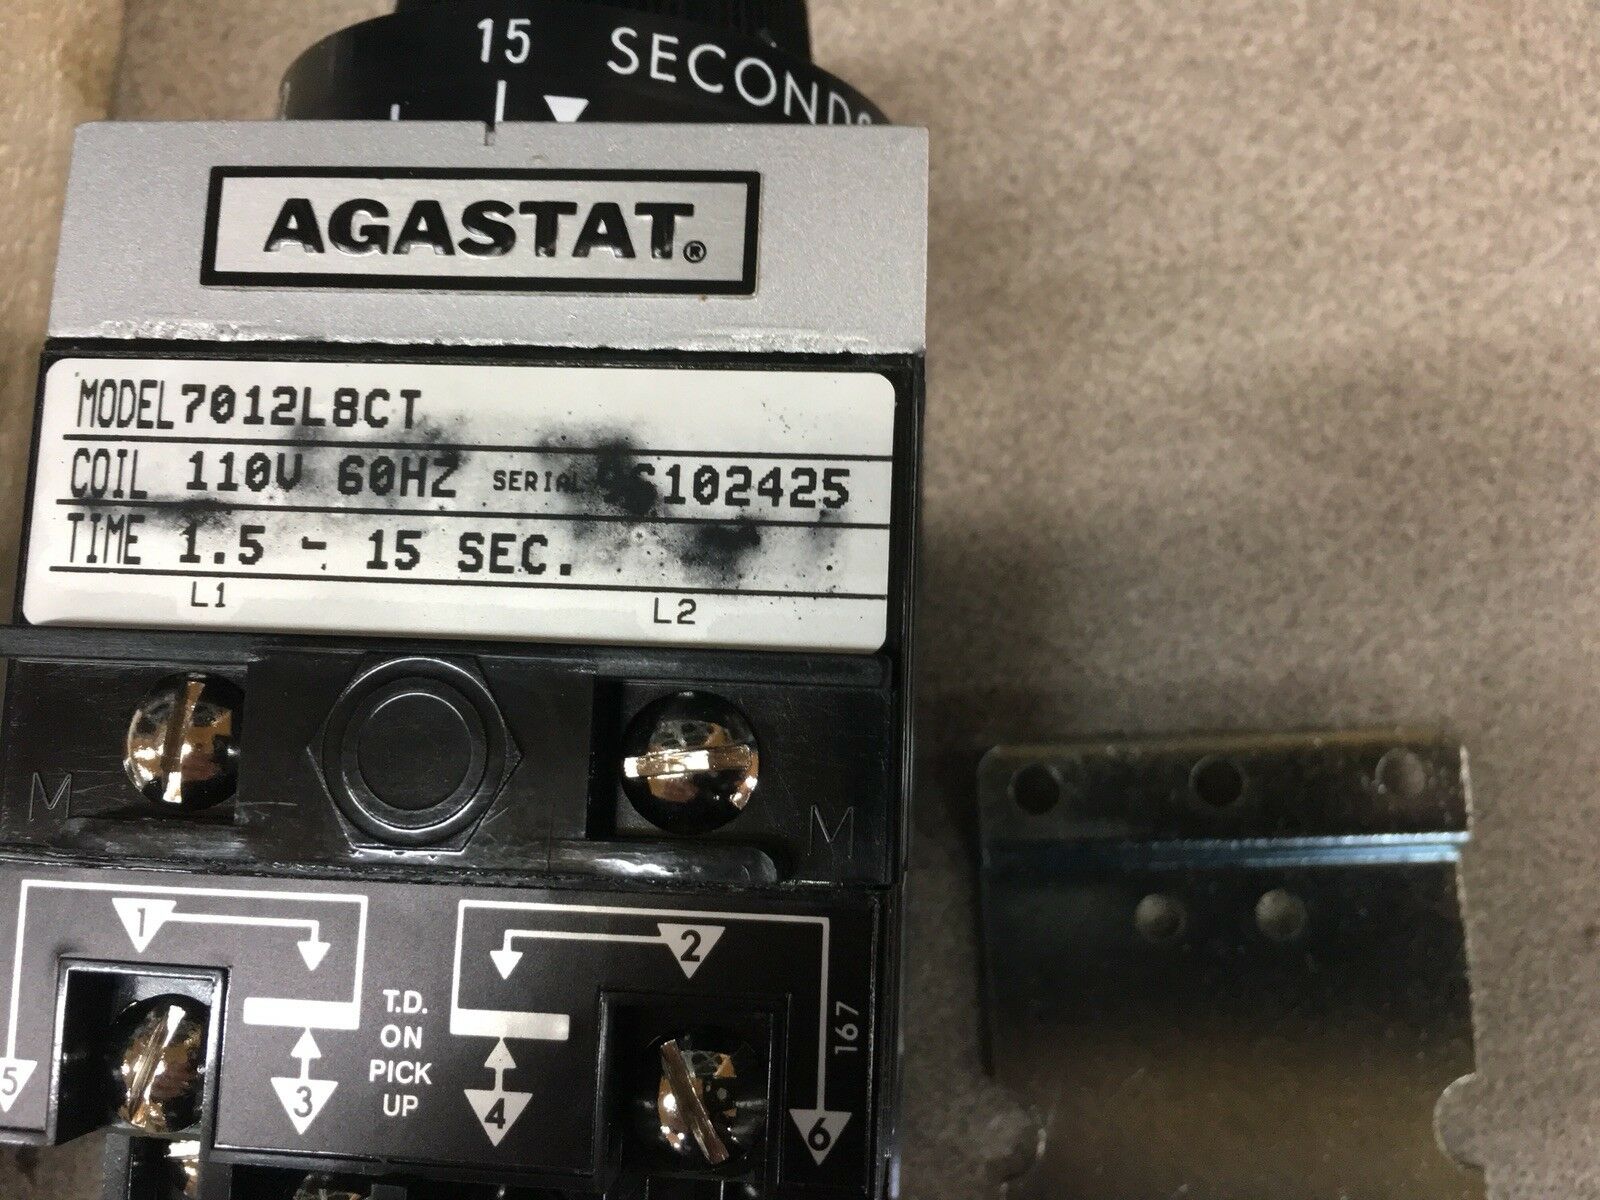 15 SECONDS
AGASTAT®
MODEL 7012L8CT
COIL 110V 60HZ SERIAL 102425
TIME 1.5 - 15 SEC.
L1 L2
M M
1 2
T.D.
ON
PICK
UP
167
5 3 4 6